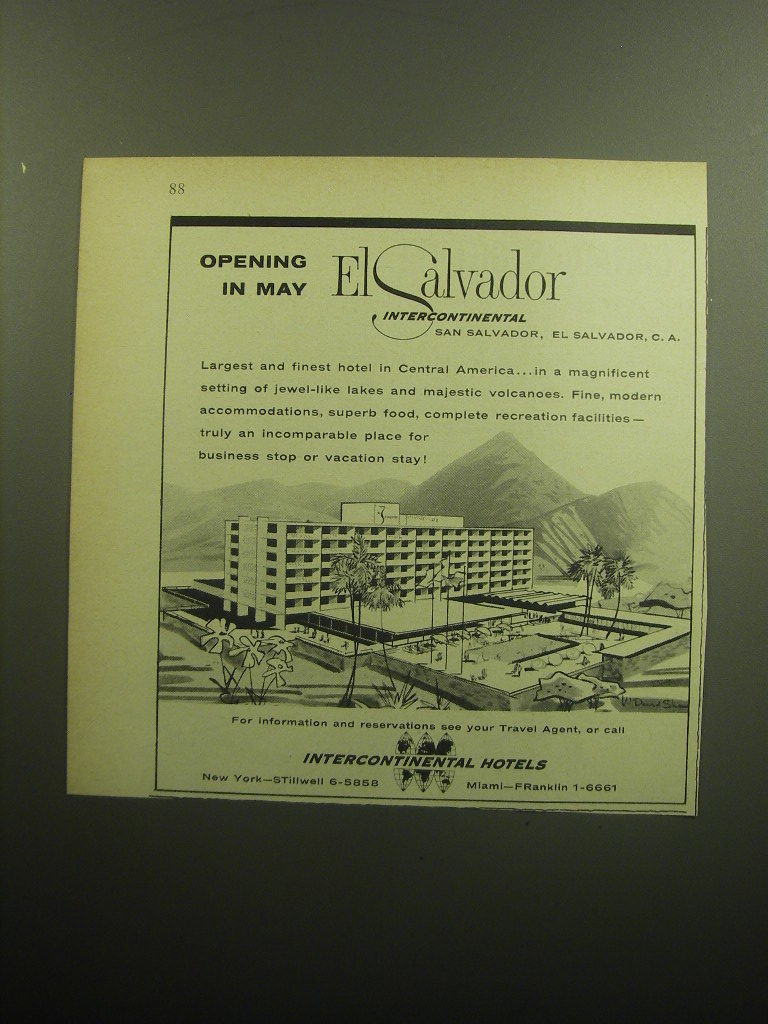 88
OPENING
IN MAY
El Salvador
INTERCONTINENTAL
SAN SALVADOR, EL SALVADOR, C. A.
Largest and finest hotel in Central America...in a magnificent
setting of jewel-like lakes and majestic volcanoes. Fine, modern
accommodations, superb food, complete recreation facilities—
truly an incomparable place for
business stop or vacation stay!
For information and reservations see your Travel Agent, or call
INTERCONTINENTAL HOTELS
New York—STillwell 6-5858
Miami—FRanklin 1-6661